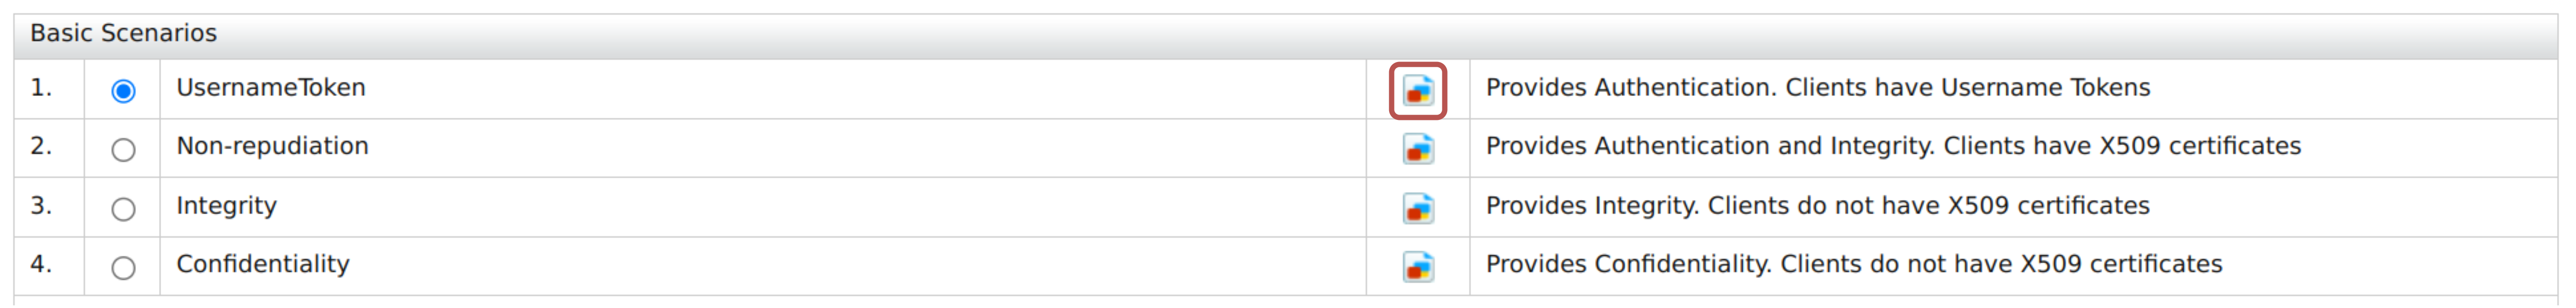 Basic Scenarios
1. UsernameToken Provides Authentication. Clients have Username Tokens
2. Non-repudiation Provides Authentication and Integrity. Clients have X509 certificates
3. Integrity Provides Integrity. Clients do not have X509 certificates
4. Confidentiality Provides Confidentiality. Clients do not have X509 certificates